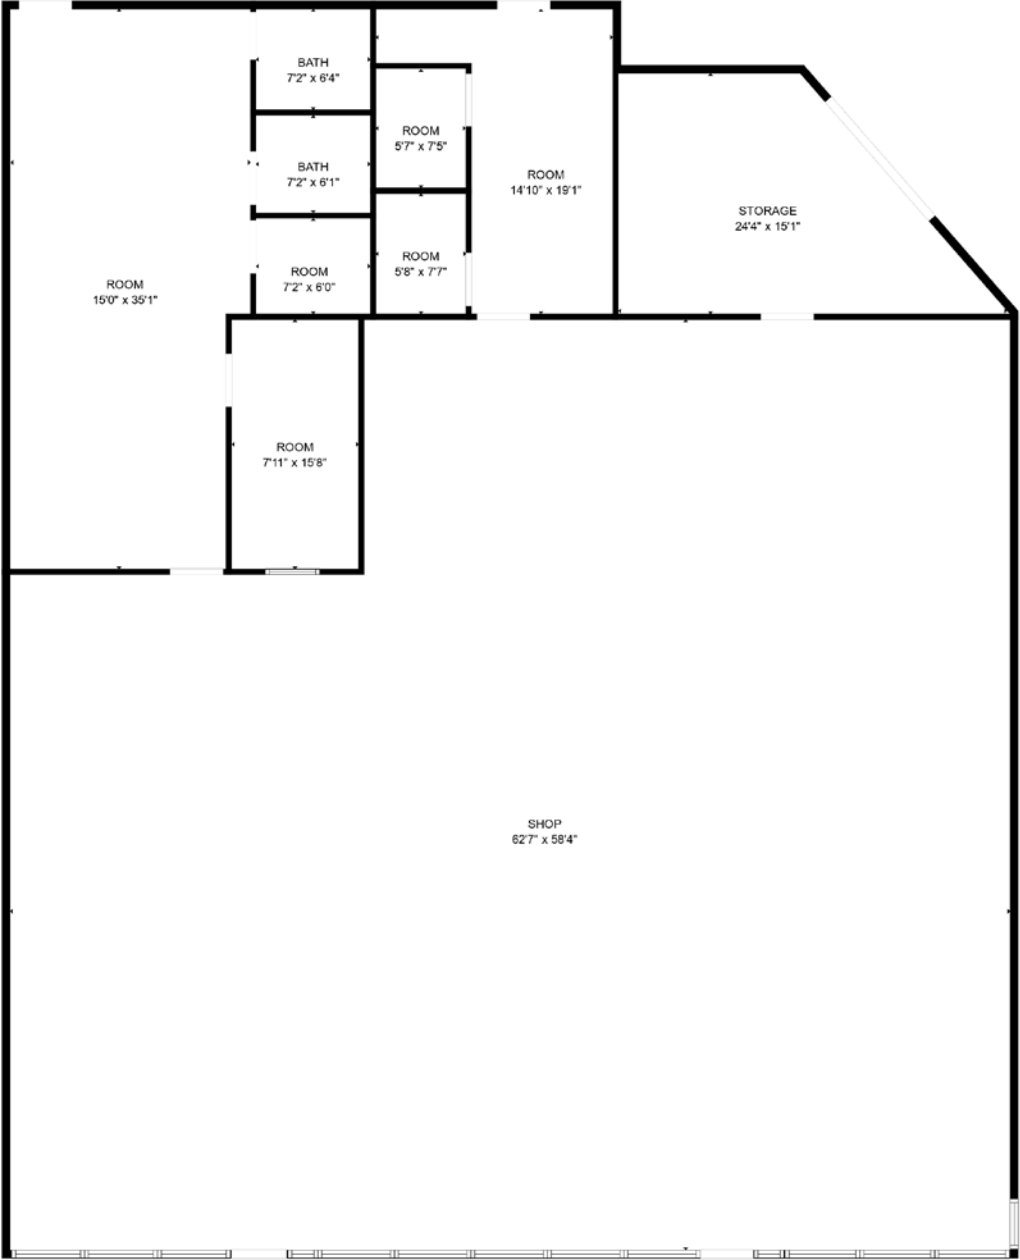 BATH
7'2" x 6'4"
ROOM
5'7" x 7'5"
BATH
7'2" x 6'1"
ROOM
14'10" x 19'1"
STORAGE
24'4" x 15'1"
ROOM
5'8" x 7'7"
ROOM
7'2" x 6'0"
ROOM
15'0" x 35'1"
ROOM
7'11" x 15'8"
SHOP
62'7" x 58'4"